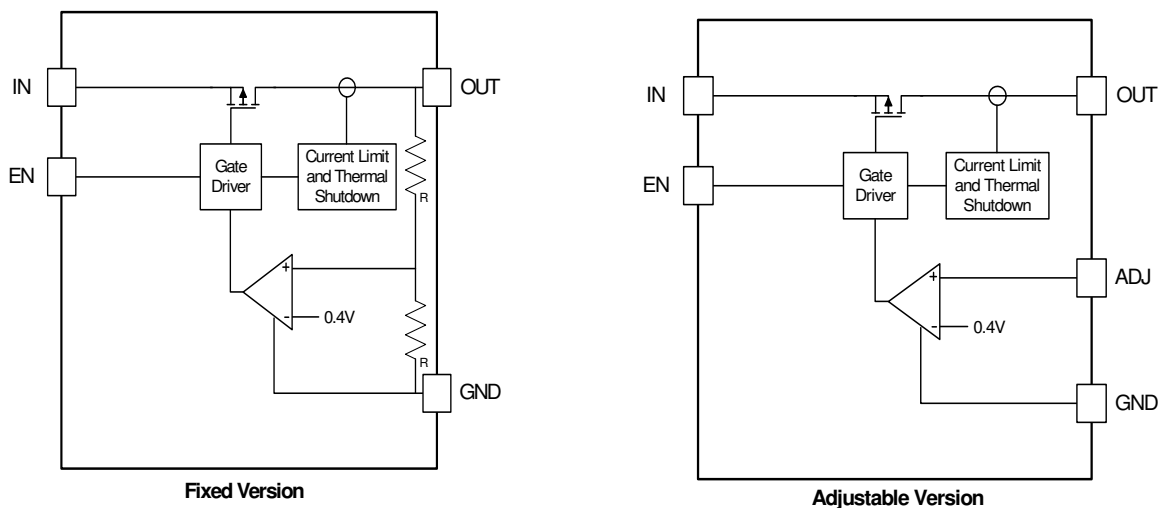 IN
OUT
EN
Gate
Driver
Current Limit
and Thermal
Shutdown
R
+
-
0.4V
R
GND
Fixed Version
IN
OUT
EN
Gate
Driver
Current Limit
and Thermal
Shutdown
ADJ
+
-
0.4V
GND
Adjustable Version